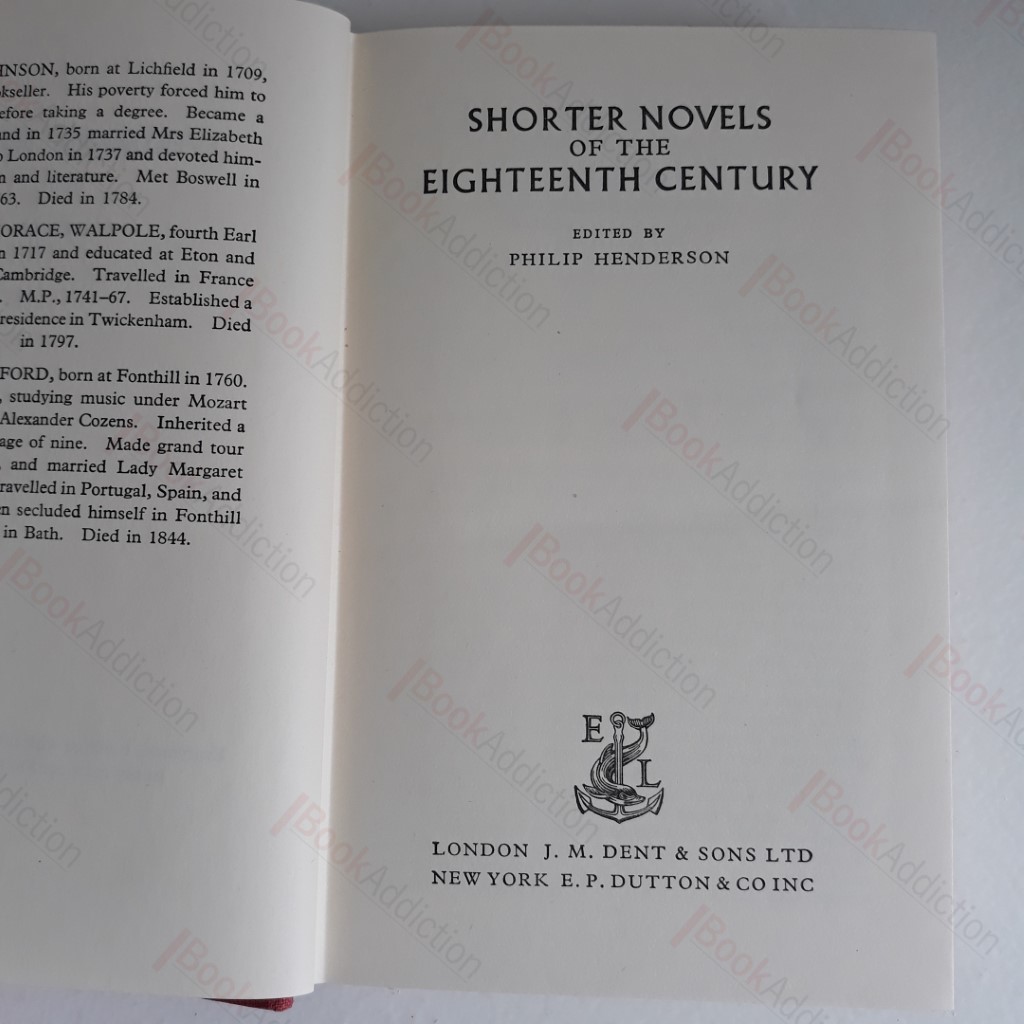 HNSON, born at Lichfield in 1709,
kseller. His poverty forced him to
efore taking a degree. Became a
nd in 1735 married Mrs Elizabeth
o London in 1737 and devoted him-
n and literature. Met Boswell in
63. Died in 1784.
ORACE, WALPOLE, fourth Earl
n 1717 and educated at Eton and
Cambridge. Travelled in France
. M.P., 1741–67. Established a
residence in Twickenham. Died
in 1797.
FORD, born at Fonthill in 1760.
, studying music under Mozart
Alexander Cozens. Inherited a
age of nine. Made grand tour
, and married Lady Margaret
ravelled in Portugal, Spain, and
n secluded himself in Fonthill
in Bath. Died in 1844.
SHORTER NOVELS
OF THE
EIGHTEENTH CENTURY
EDITED BY
PHILIP HENDERSON
E L
LONDON J. M. DENT & SONS LTD
NEW YORK E. P. DUTTON & CO INC
BookAddiction